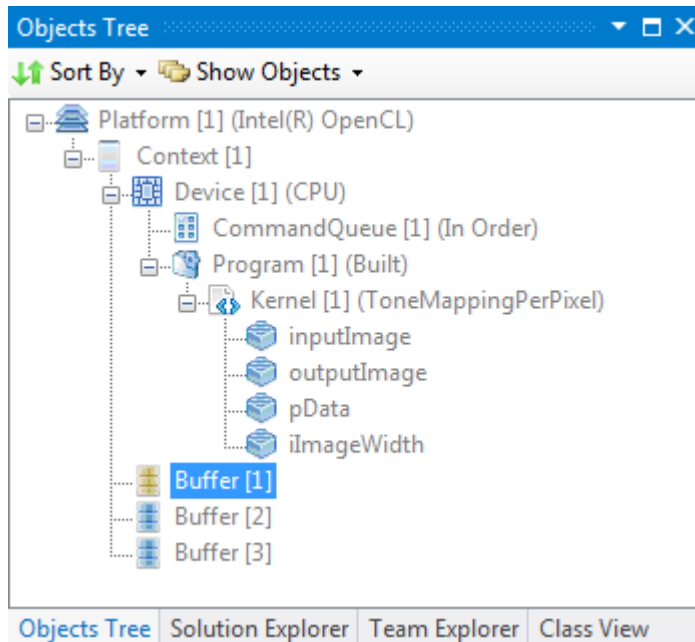 Objects Tree
Sort By Show Objects
Platform [1] (Intel(R) OpenCL)
Context [1]
Device [1] (CPU)
CommandQueue [1] (In Order)
Program [1] (Built)
Kernel [1] (ToneMappingPerPixel)
inputImage
outputImage
pData
iImageWidth
Buffer [1]
Buffer [2]
Buffer [3]
Objects Tree Solution Explorer Team Explorer Class View